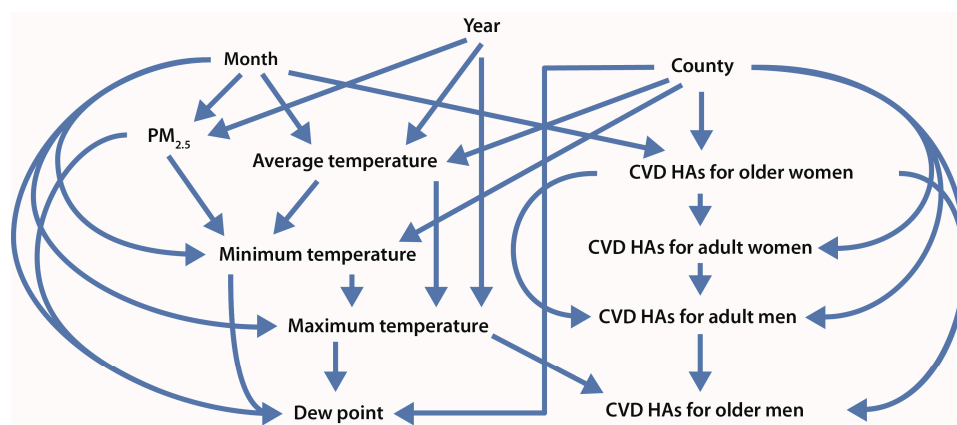 Year
Month
County
PM2.5
Average temperature
CVD HAs for older women
CVD HAs for adult women
Minimum temperature
CVD HAs for adult men
Maximum temperature
CVD HAs for older men
Dew point